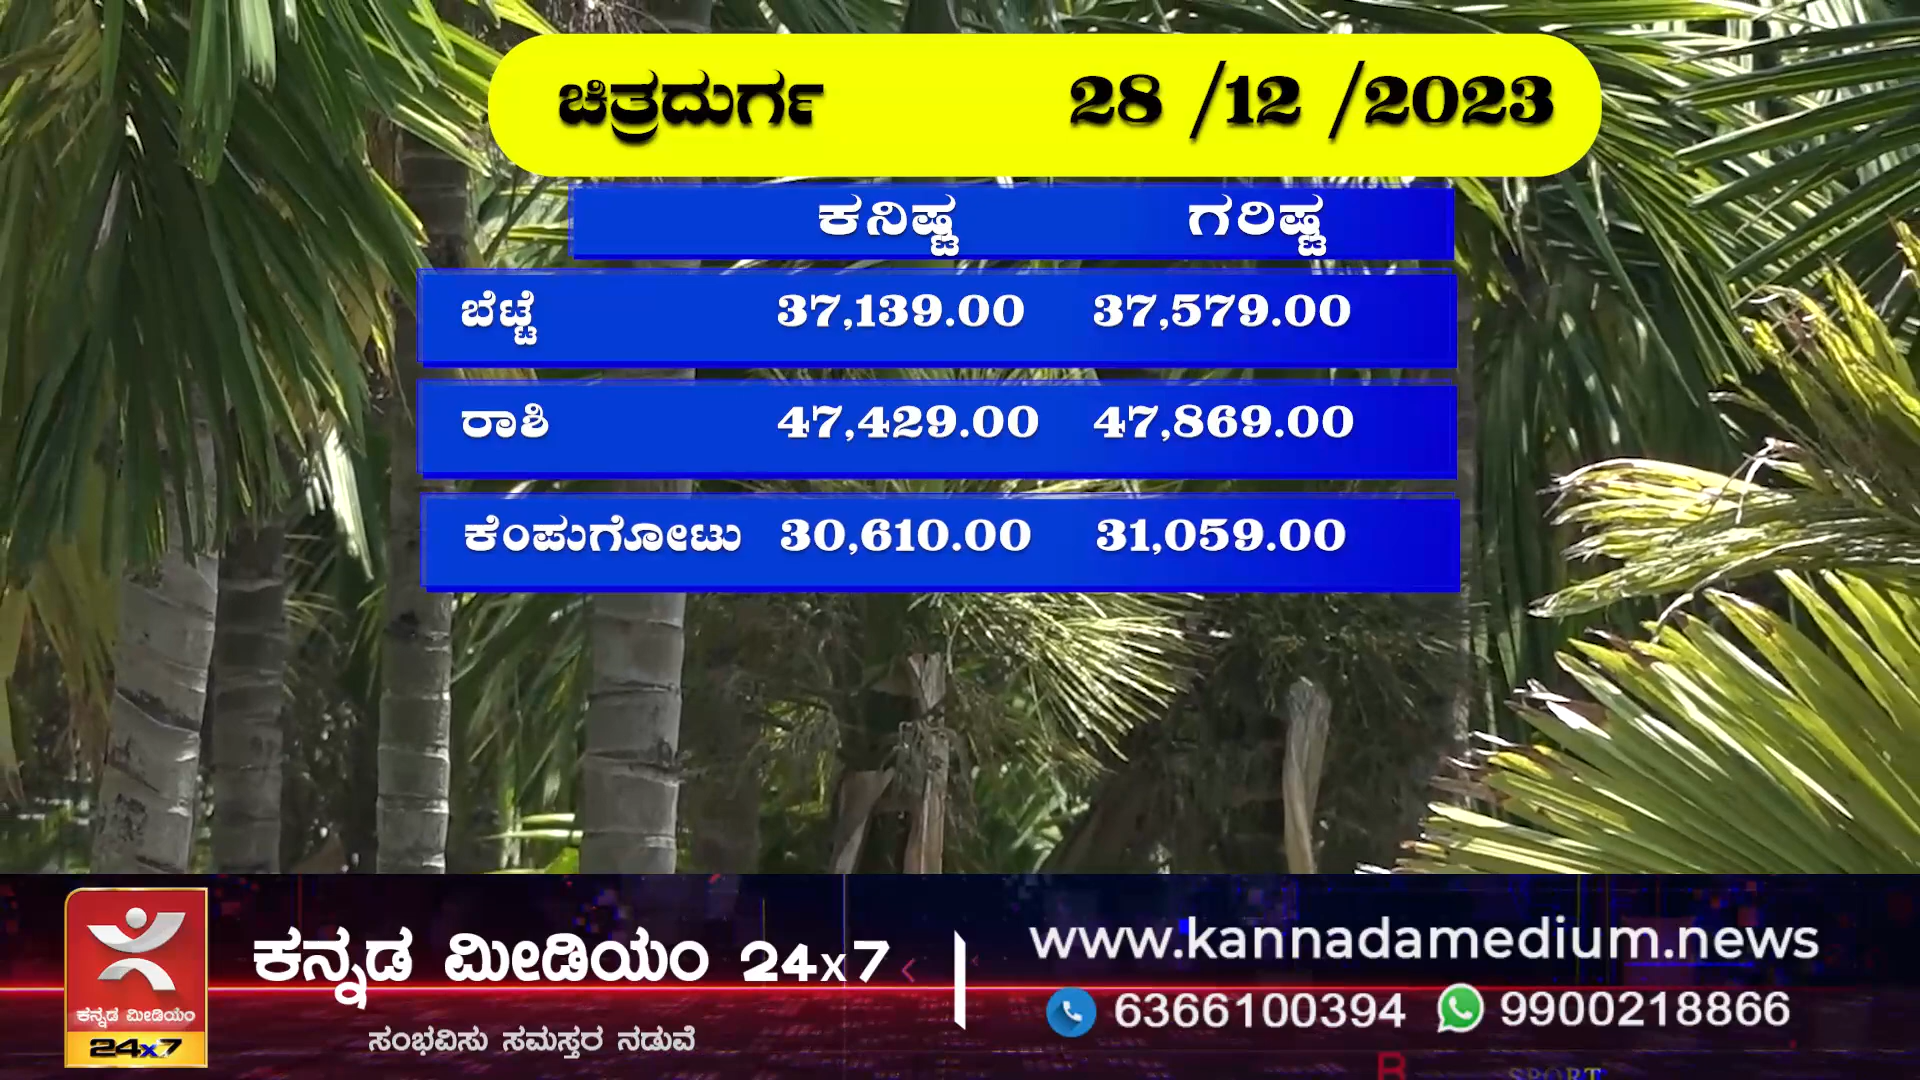 ಚಿತ್ರದುರ್ಗ 28 /12 /2023
ಕನಿಷ್ಟ ಗರಿಷ್ಟ
ಬೆಟ್ಟೆ 37,139.00 37,579.00
ರಾಶಿ 47,429.00 47,869.00
ಕೆಂಪುಗೋಟು 30,610.00 31,059.00
ಕನ್ನಡ ಮೀಡಿಯಂ
24x7
ಕನ್ನಡ ಮೀಡಿಯಂ 24x7
ಸಂಭವಿಸು ಸಮಸ್ತರ ನಡುವೆ
www.kannadamedium.news
6366100394 9900218866
SPORT